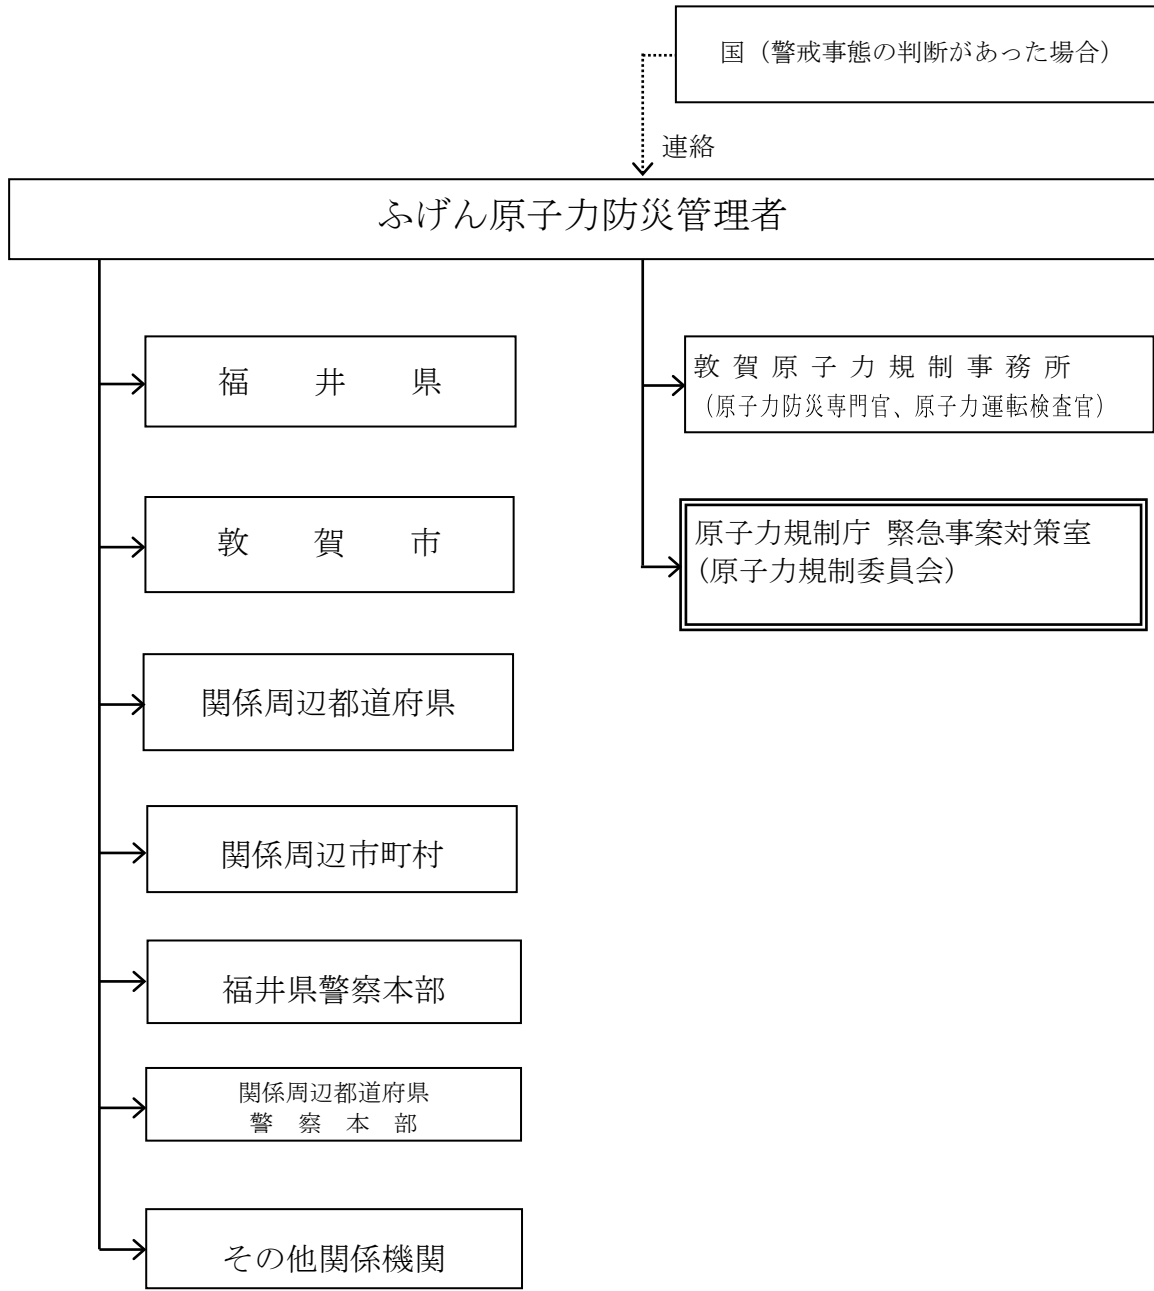 国（警戒事態の判断があった場合）
連絡
ふげん原子力防災管理者
福井県
敦賀市
関係周辺都道府県
関係周辺市町村
福井県警察本部
関係周辺都道府県
警察本部
その他関係機関
敦賀原子力規制事務所
（原子力防災専門官、原子力運転検査官）
原子力規制庁 緊急事案対策室
（原子力規制委員会）